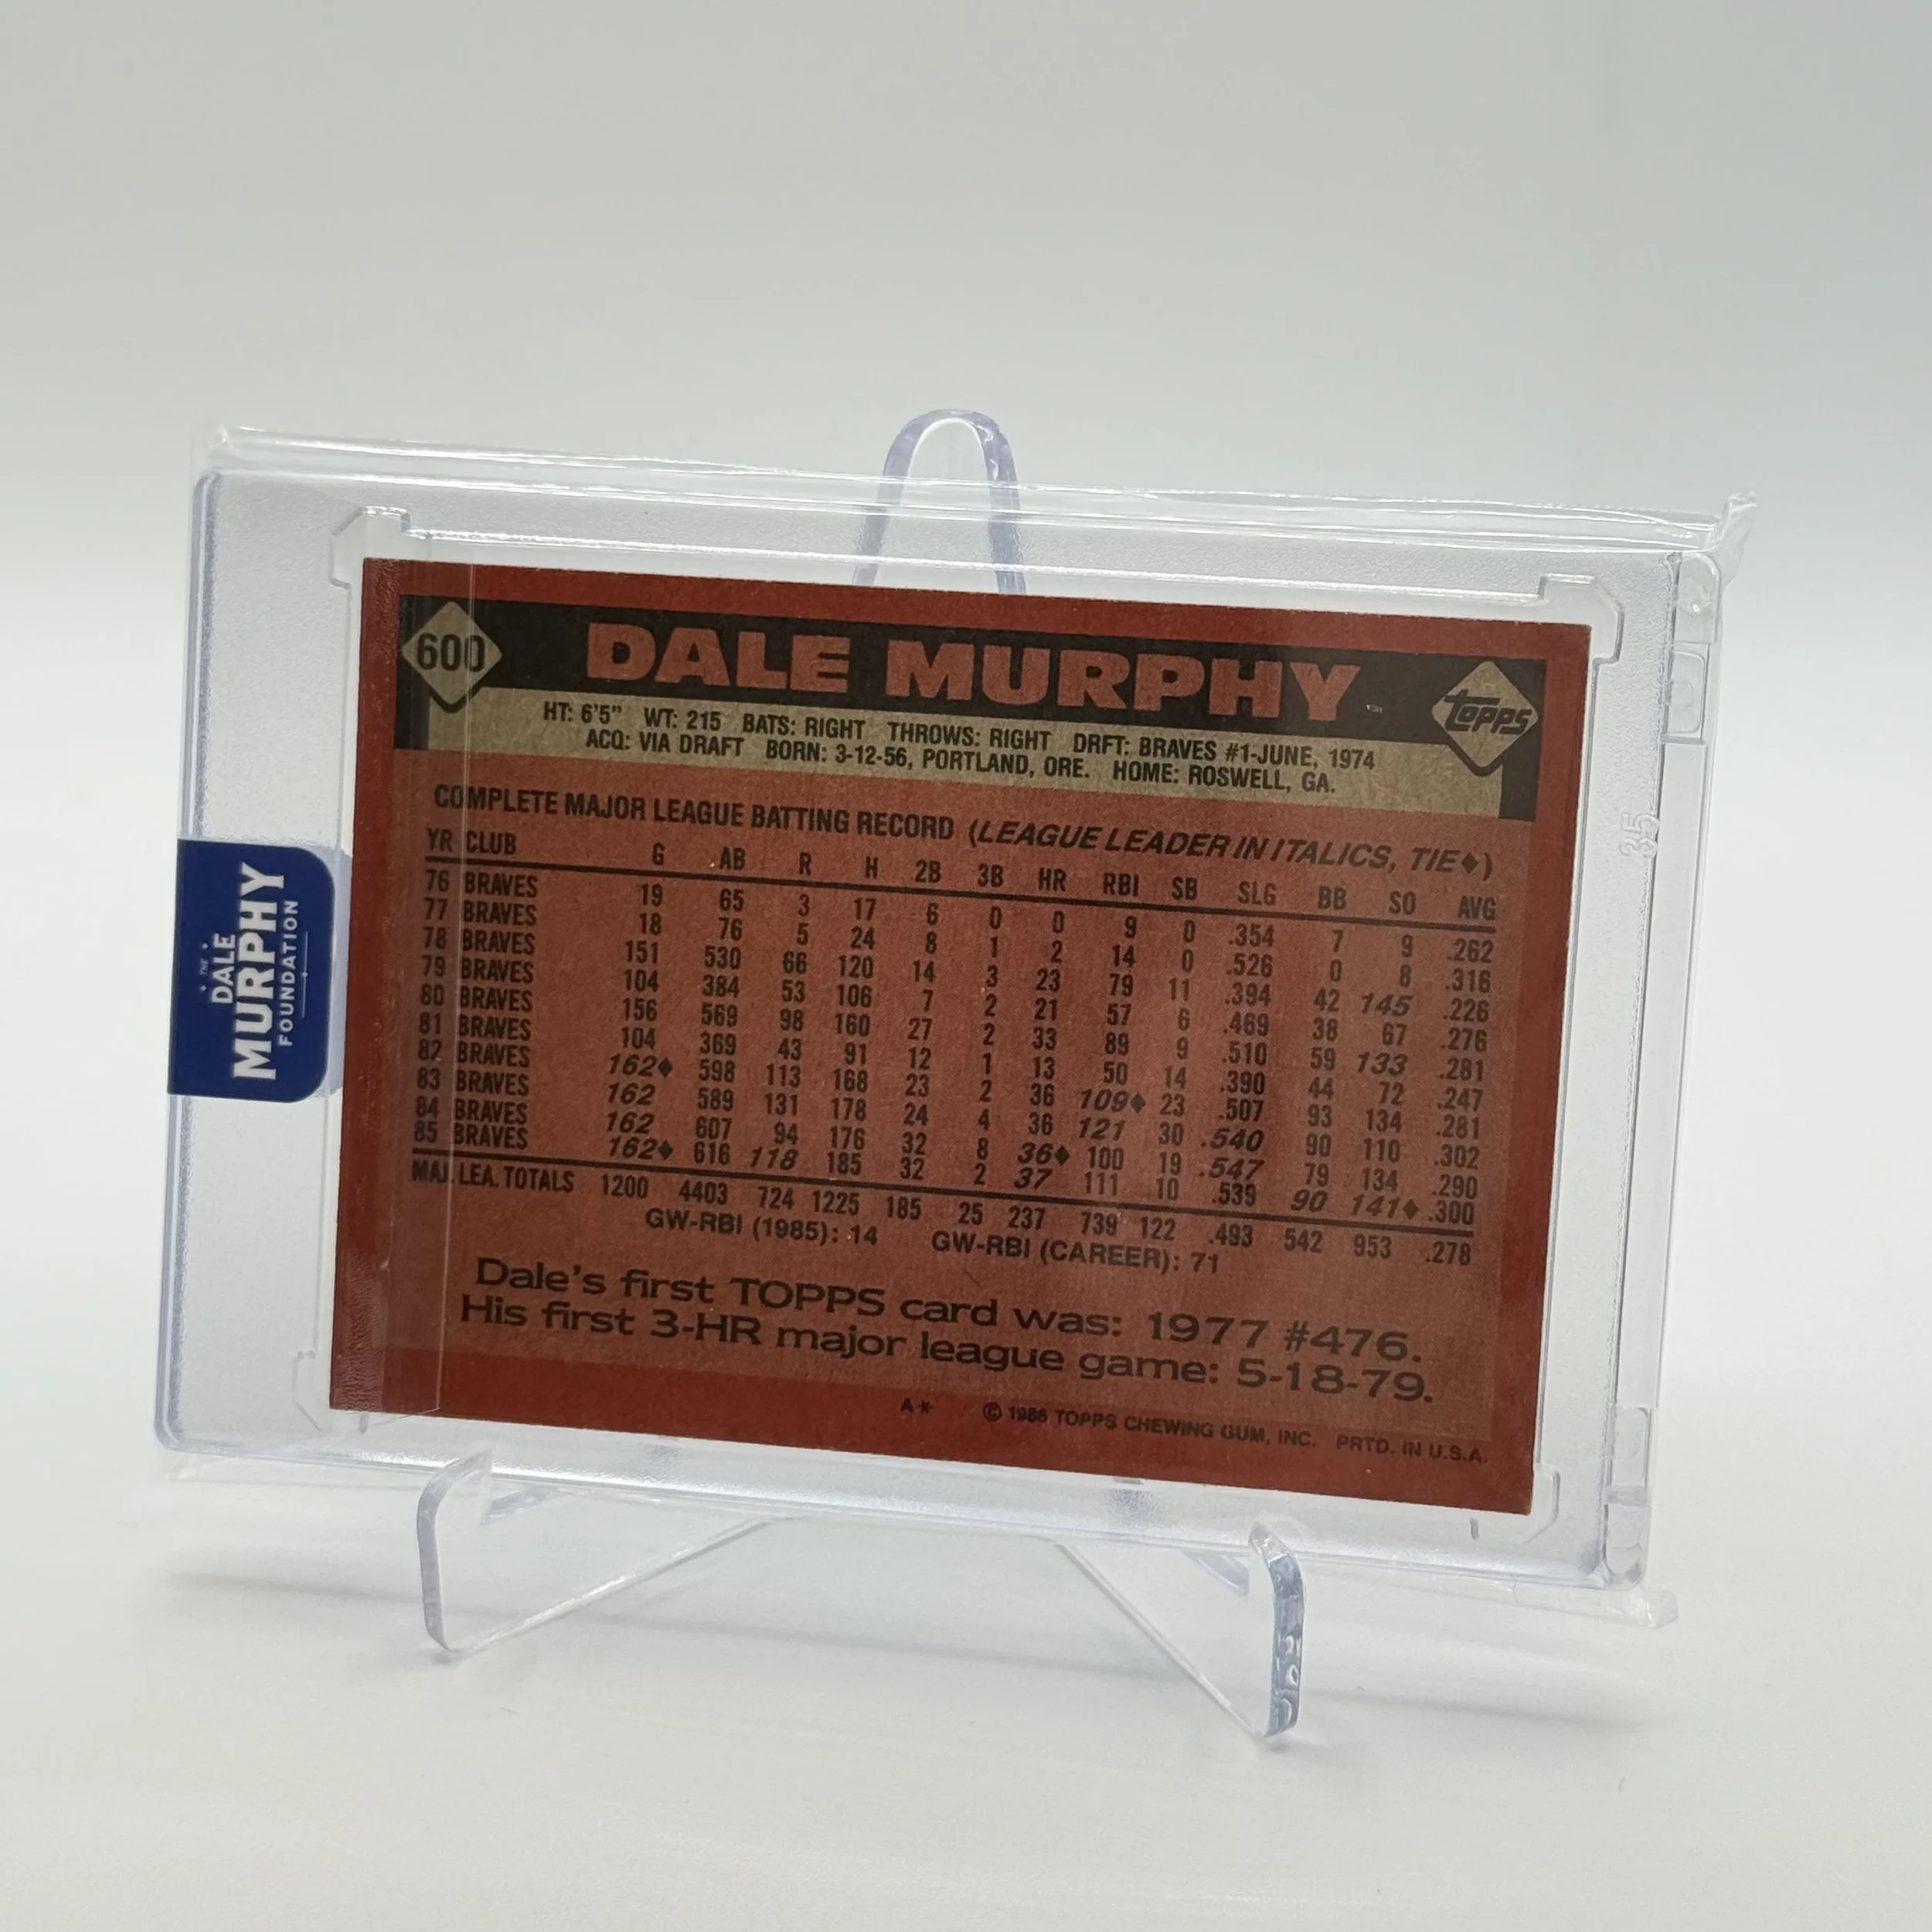 600
DALE MURPHY
TOPPS
HT: 6'5" WT: 215 BATS: RIGHT THROWS: RIGHT DRFT: BRAVES #1-JUNE, 1974
ACQ: VIA DRAFT BORN: 3-12-56, PORTLAND, ORE. HOME: ROSWELL, GA.
COMPLETE MAJOR LEAGUE BATTING RECORD (LEAGUE LEADER IN ITALICS, TIE♦)
YR CLUB G AB R H 2B 3B HR RBI SB SLG BB SO AVG
76 BRAVES 19 65 3 17 6 0 0 9 0 .354 7 9 .262
77 BRAVES 18 76 5 24 8 1 2 14 0 .526 0 8 .316
78 BRAVES 151 530 66 120 14 3 23 79 11 .394 42 145 .226
79 BRAVES 104 384 53 106 7 2 21 57 6 .469 38 67 .276
80 BRAVES 156 569 98 160 27 2 33 89 9 .510 59 133 .281
81 BRAVES 104 369 43 91 12 1 13 50 14 .390 44 72 .247
82 BRAVES 162♦ 598 113 168 23 2 36 109♦ 23 .507 93 134 .281
83 BRAVES 162 589 131 178 24 4 36 121 30 .540 90 110 .302
84 BRAVES 162 607 94 176 32 8 36♦ 100 19 .547 79 134 .290
85 BRAVES 162♦ 616 118 185 32 2 37 111 10 .539 90 141♦ .300
MAJ. LEA. TOTALS 1200 4403 724 1225 185 25 237 739 122 .493 542 953 .278
GW-RBI (1985): 14 GW-RBI (CAREER): 71
Dale's first TOPPS card was: 1977 #476.
His first 3-HR major league game: 5-18-79.
A* © 1986 TOPPS CHEWING GUM, INC. PRTD. IN U.S.A.
THE
DALE
MURPHY
FOUNDATION
35